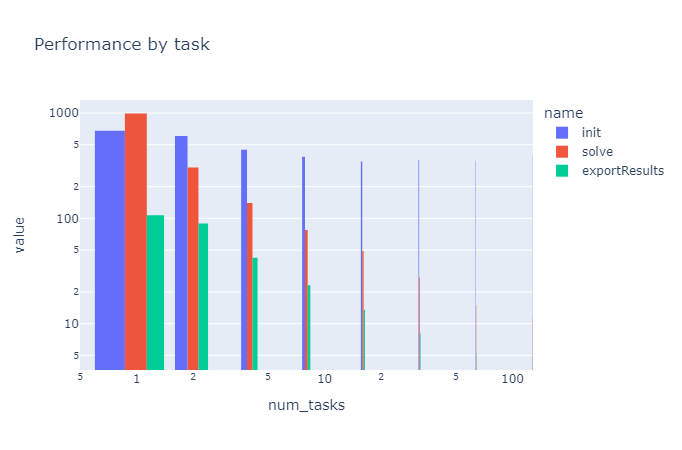 Performance by task
name
init
solve
exportResults
value
1000
5
2
100
5
2
10
5
5
1
2
5
10
2
5
100
num_tasks